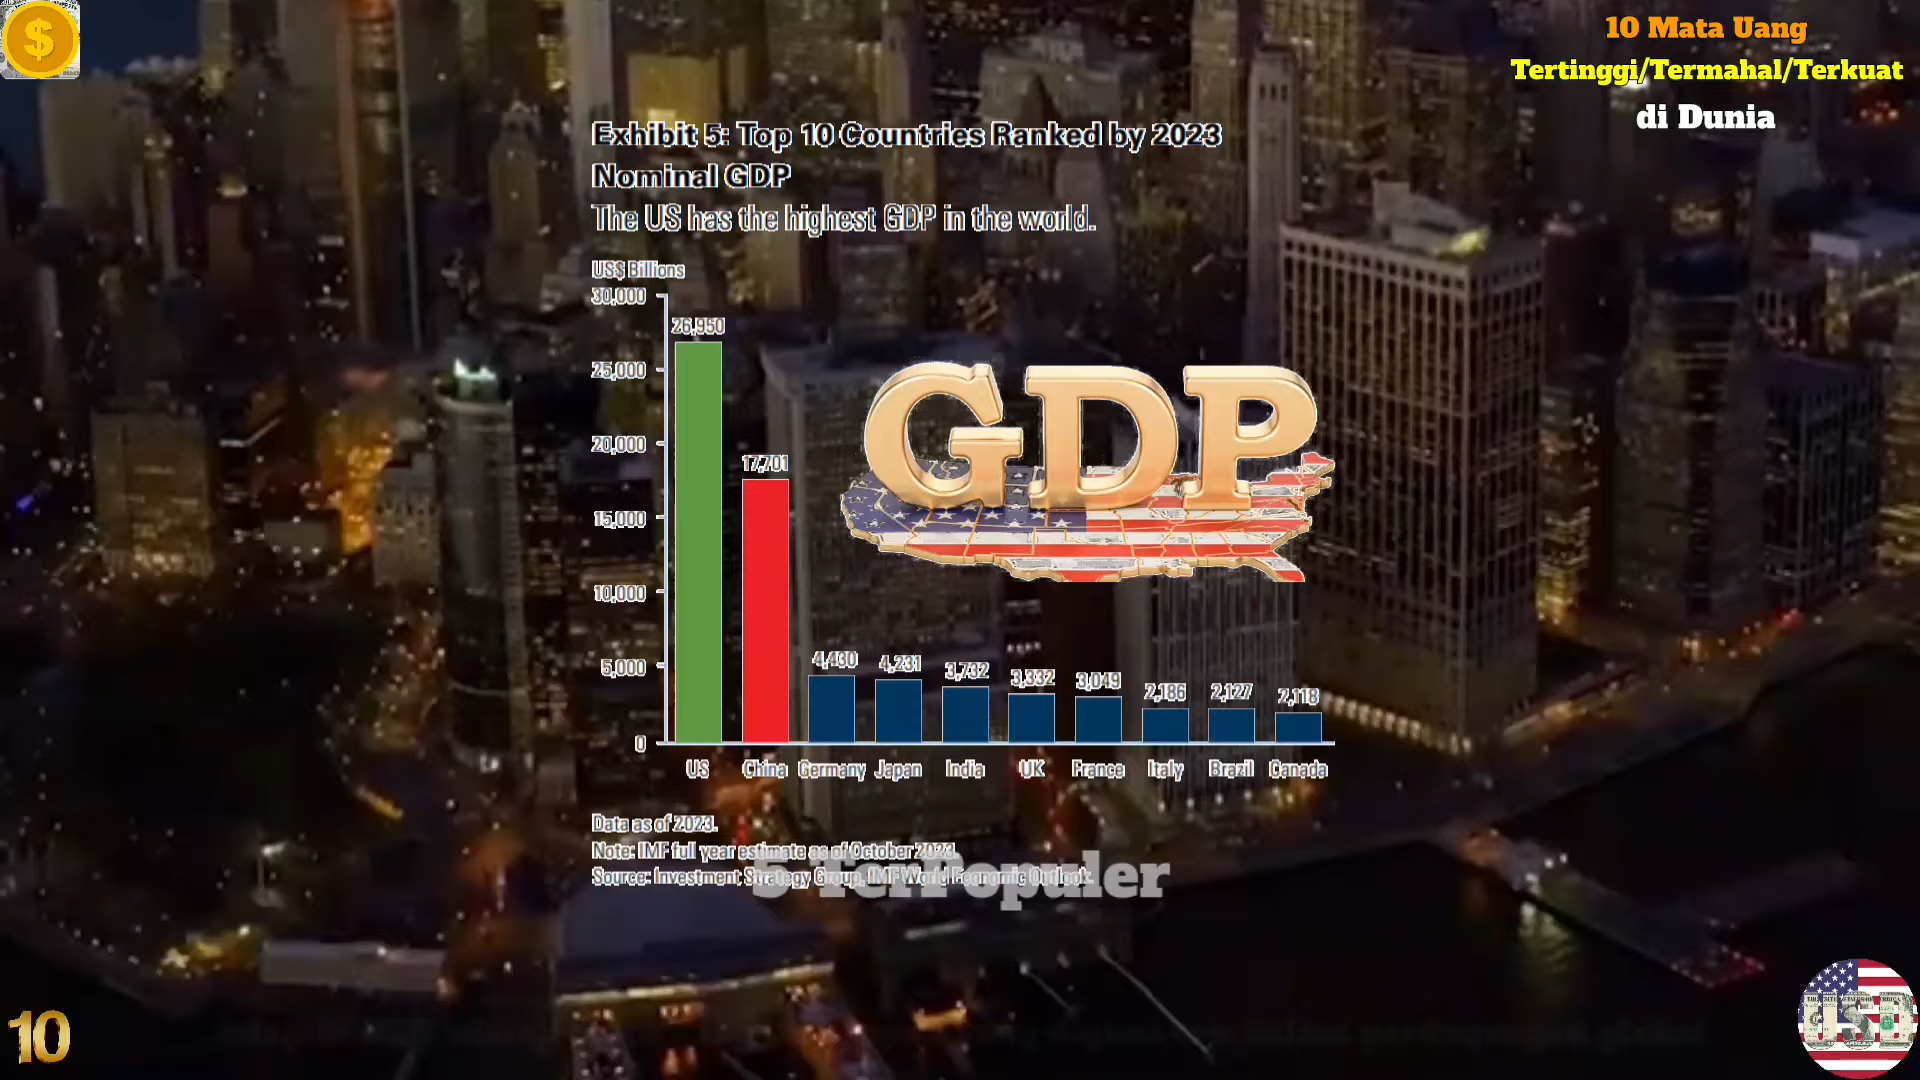 $
10 Mata Uang
Tertinggi/Termahal/Terkuat
di Dunia
Exhibit 5: Top 10 Countries Ranked by 2023
Nominal GDP
The US has the highest GDP in the world.
US$ Billions
30,000
25,000
20,000
15,000
10,000
5,000
0
26,950
17,701
4,430
4,231
3,732
3,332
3,049
2,186
2,127
2,118
GDP
US China Germany Japan India UK France Italy Brazil Canada
Data as of 2023.
Note: IMF full year estimate as of October 2023.
Source: Investment Strategy Group, IMF World Economic Outlook.
5 TerPopuler
10
USD